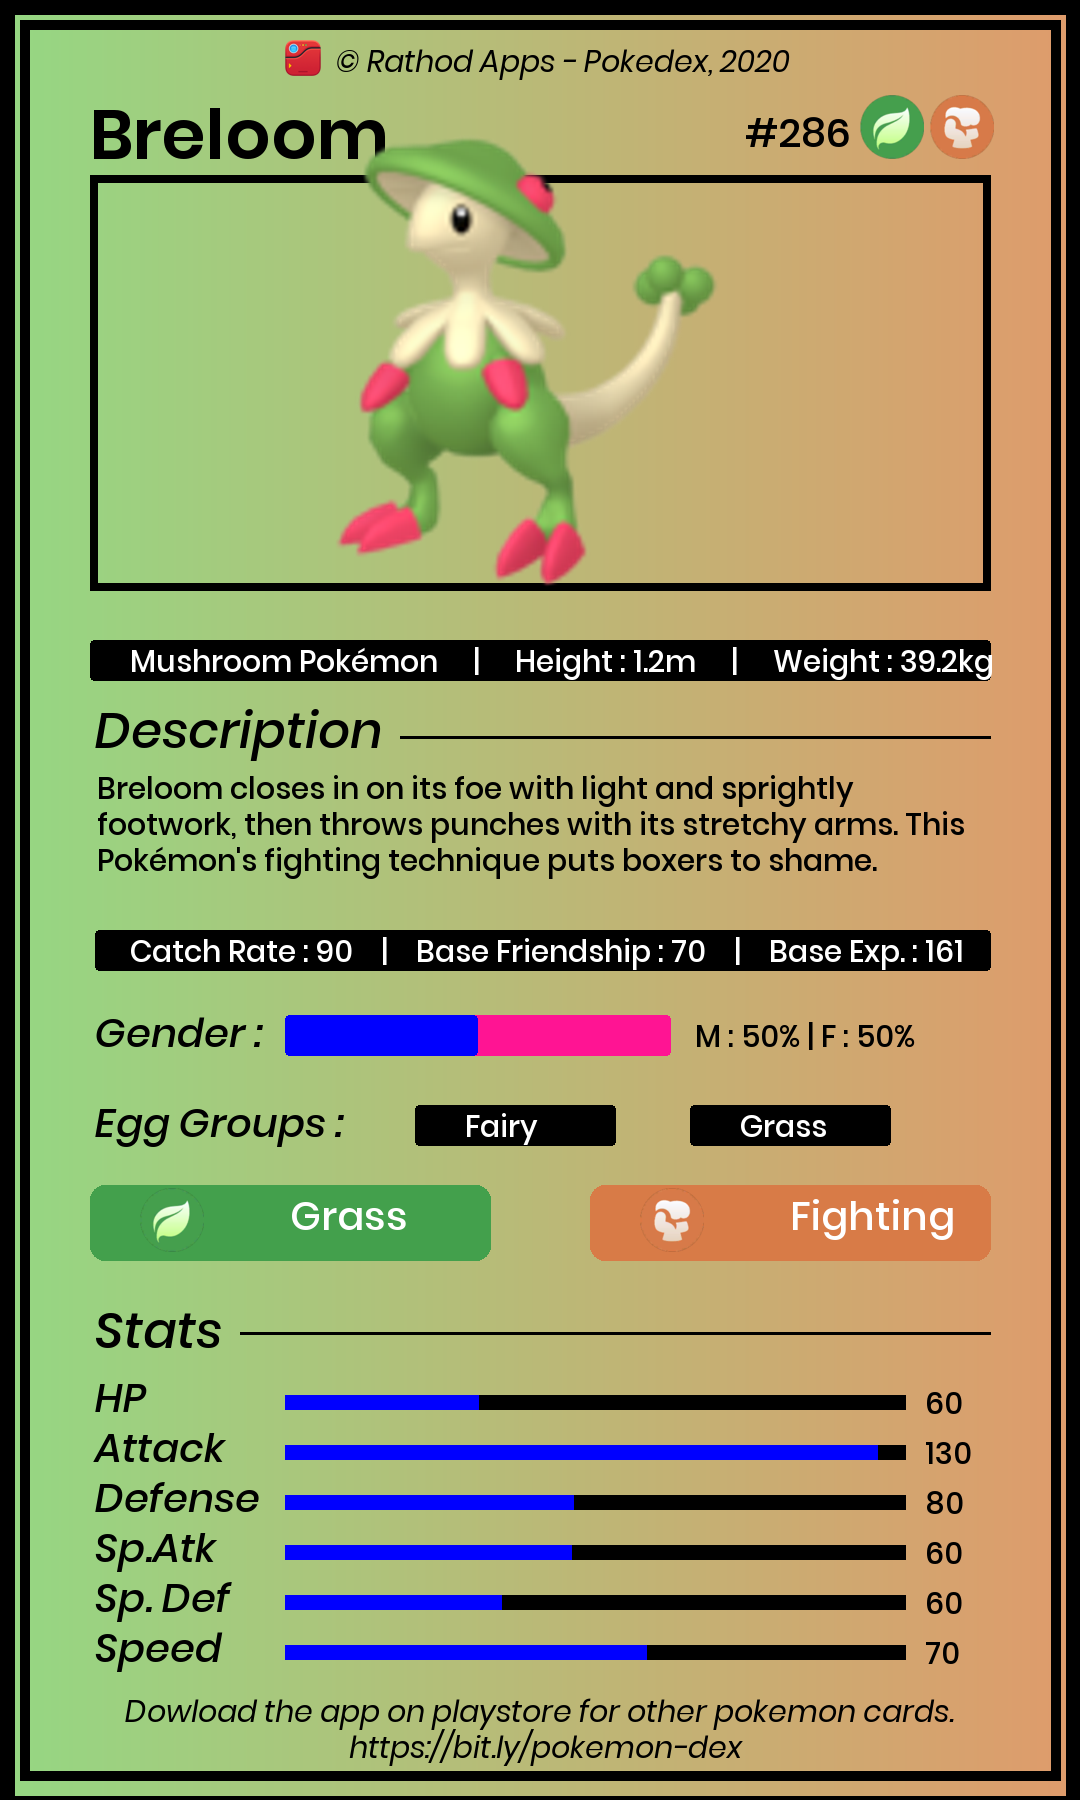 © Rathod Apps - Pokedex, 2020
Breloom
#286
Mushroom Pokémon | Height : 1.2m | Weight : 39.2kg
Description
Breloom closes in on its foe with light and sprightly
footwork, then throws punches with its stretchy arms. This
Pokémon's fighting technique puts boxers to shame.
Catch Rate : 90 | Base Friendship : 70 | Base Exp. : 161
Gender : M : 50% | F : 50%
Egg Groups : Fairy Grass
Grass Fighting
Stats
HP 60
Attack 130
Defense 80
Sp.Atk 60
Sp. Def 60
Speed 70
Dowload the app on playstore for other pokemon cards.
https://bit.ly/pokemon-dex